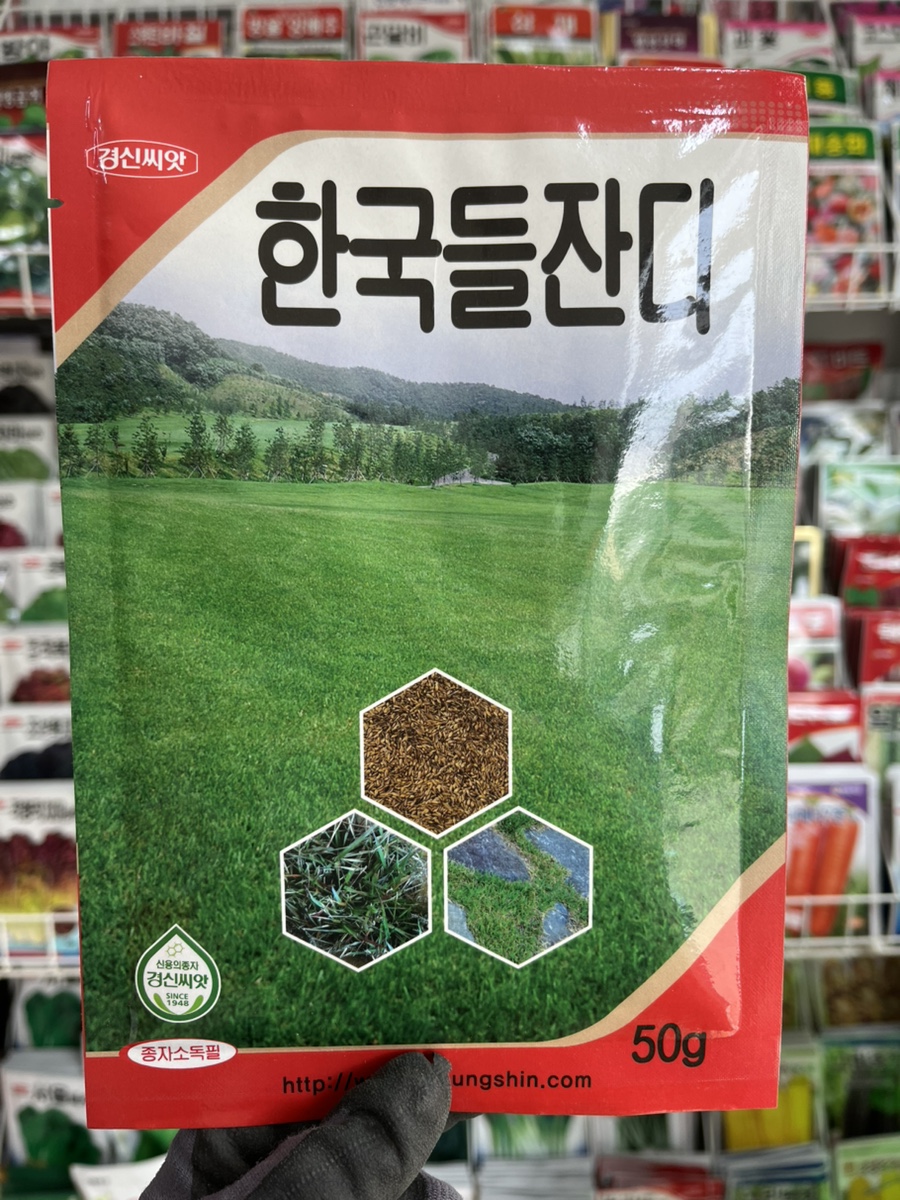 경신씨앗
한국들잔디
신용의종자
경신씨앗
SINCE
1948
종자소독필
50g
http://w ungshin.com